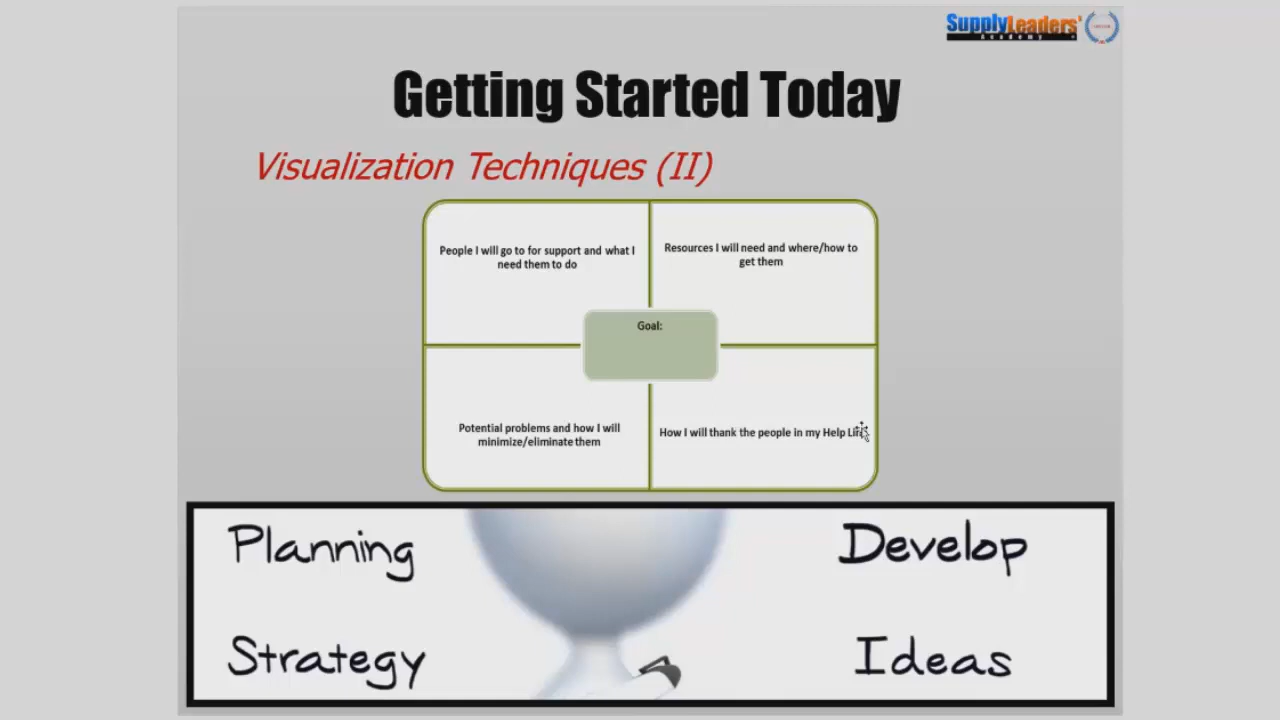 SupplyLeaders'
Academy
Getting Started Today
Visualization Techniques (II)
People I will go to for support and what I
need them to do
Resources I will need and where/how to
get them
Goal:
Potential problems and how I will
minimize/eliminate them
How I will thank the people in my Help
Planning
Develop
Strategy
Ideas